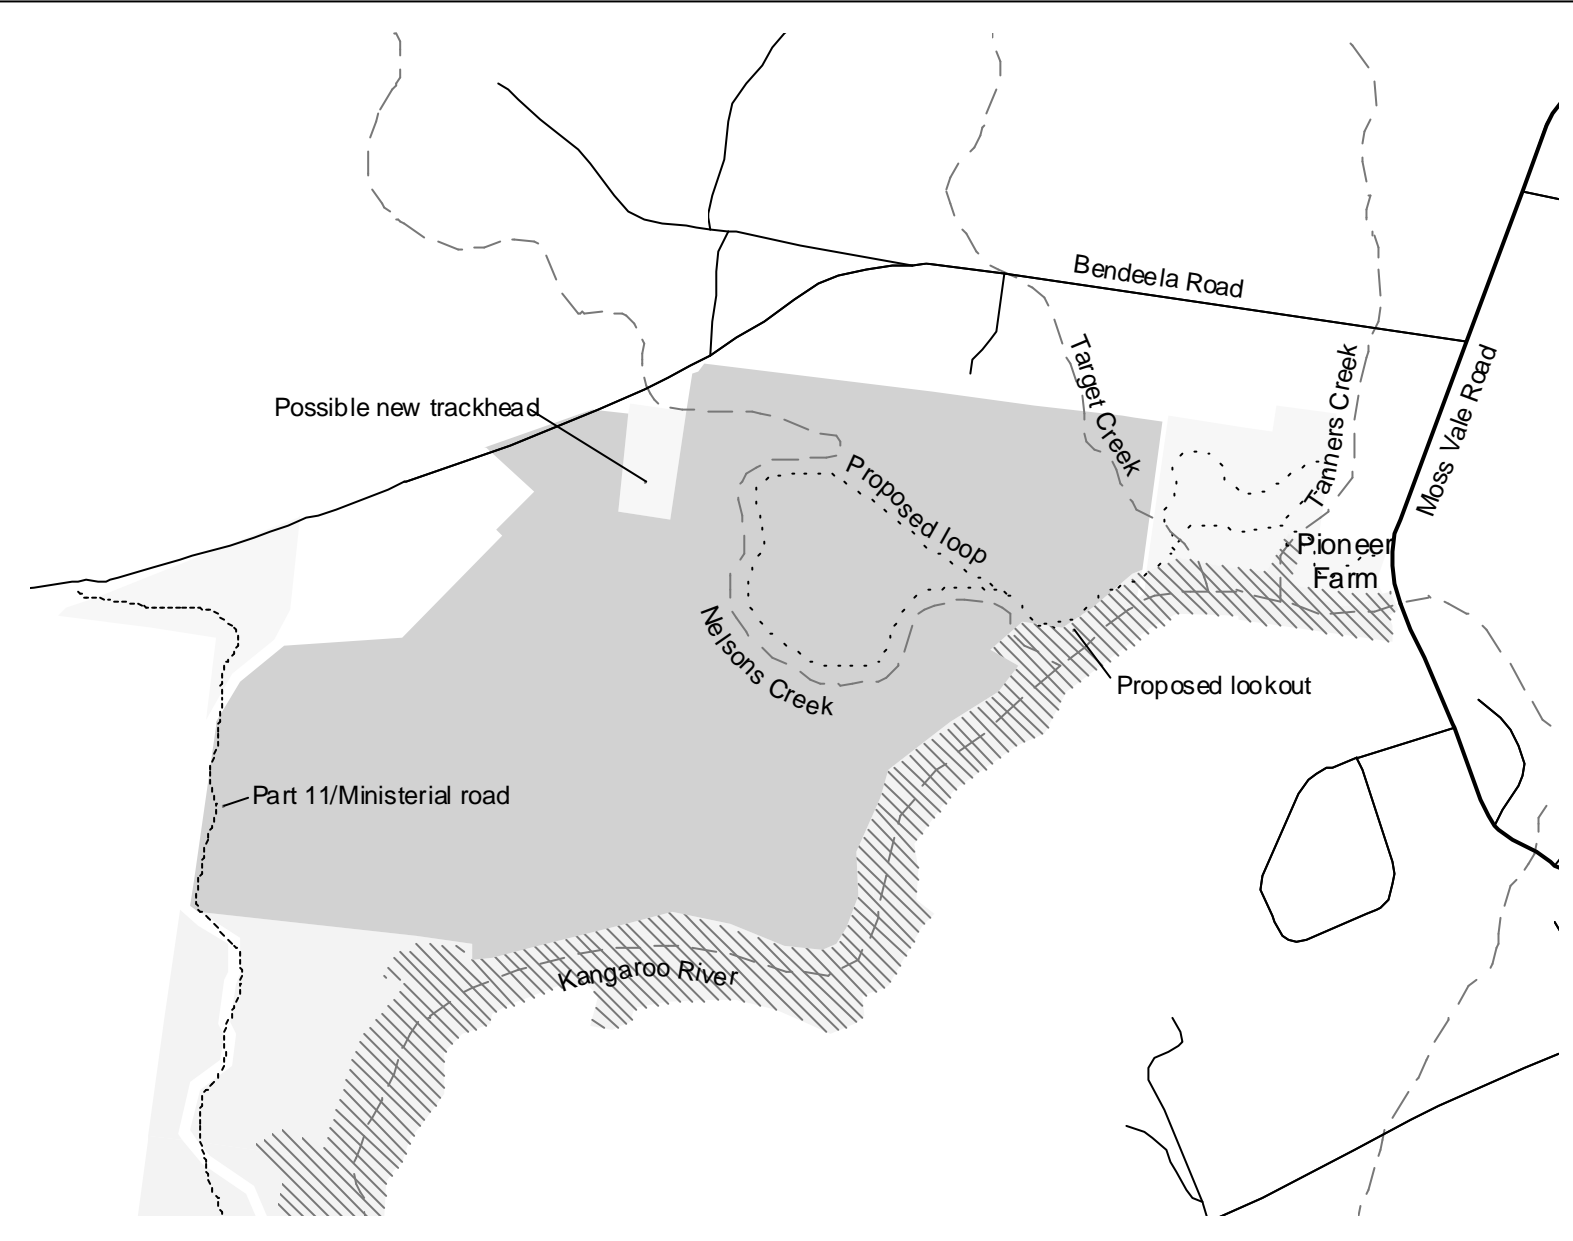 Bendeela Road
Target Creek
Tanners Creek
Moss Vale Road
Possible new trackhead
Proposed loop
Pioneer
Farm
Nelsons Creek
Proposed lookout
Part 11/Ministerial road
Kangaroo River